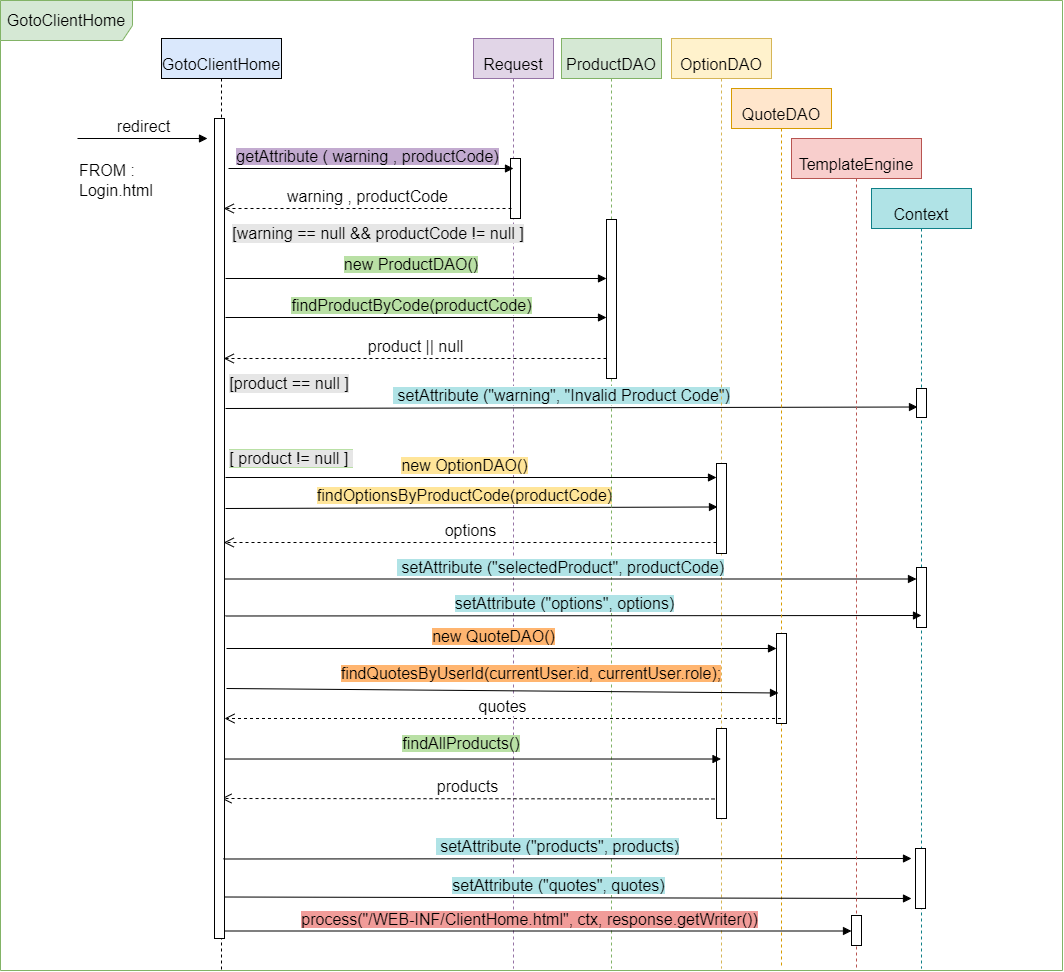 GotoClientHome
GotoClientHome
Request
ProductDAO
OptionDAO
QuoteDAO
TemplateEngine
Context
redirect
FROM :
Login.html
getAttribute ( warning , productCode)
warning , productCode
[warning == null && productCode != null ]
new ProductDAO()
findProductByCode(productCode)
product || null
[product == null ]
setAttribute ("warning", "Invalid Product Code")
[ product != null ]
new OptionDAO()
findOptionsByProductCode(productCode)
options
setAttribute ("selectedProduct", productCode)
setAttribute ("options", options)
new QuoteDAO()
findQuotesByUserId(currentUser.id, currentUser.role);
quotes
findAllProducts()
products
setAttribute ("products", products)
setAttribute ("quotes", quotes)
process("/WEB-INF/ClientHome.html", ctx, response.getWriter())